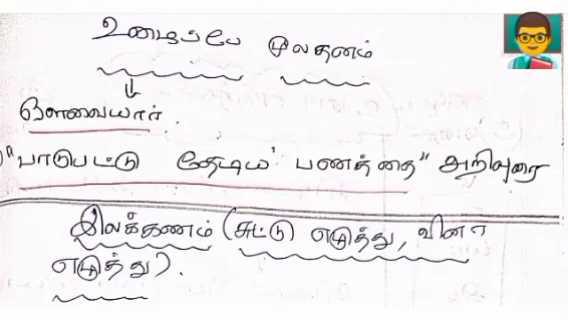 உழைப்பே மூலதனம்
ஔவையார்.
"பாடுபட்டு தேடிய பணத்தை" அறிவுரை
இலக்கணம் (சுட்டு எழுத்து, வினா
எழுத்து).